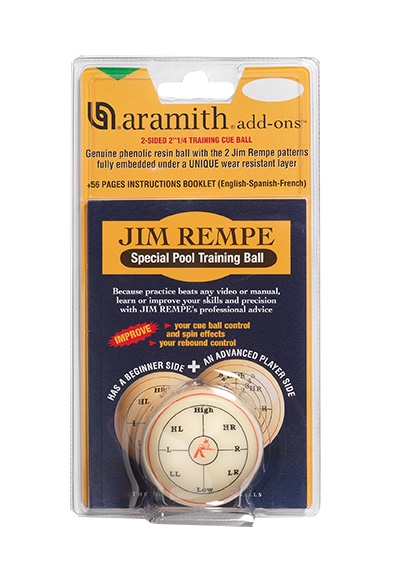 aramith® add-ons™
2-SIDED 2"1/4 TRAINING CUE BALL
Genuine phenolic resin ball with the 2 Jim Rempe patterns
fully embedded under a UNIQUE wear resistant layer
+56 PAGES INSTRUCTIONS BOOKLET (English-Spanish-French)
JIM REMPE
Special Pool Training Ball
Because practice beats any video or manual,
learn or improve your skills and precision
with JIM REMPE's professional advice
IMPROVE
your cue ball control
and spin effects
your rebound control
HAS A BEGINNER SIDE + AN ADVANCED PLAYER SIDE
HL
L
LL
HR
R
High
HL HR
L R
LL LR
Low